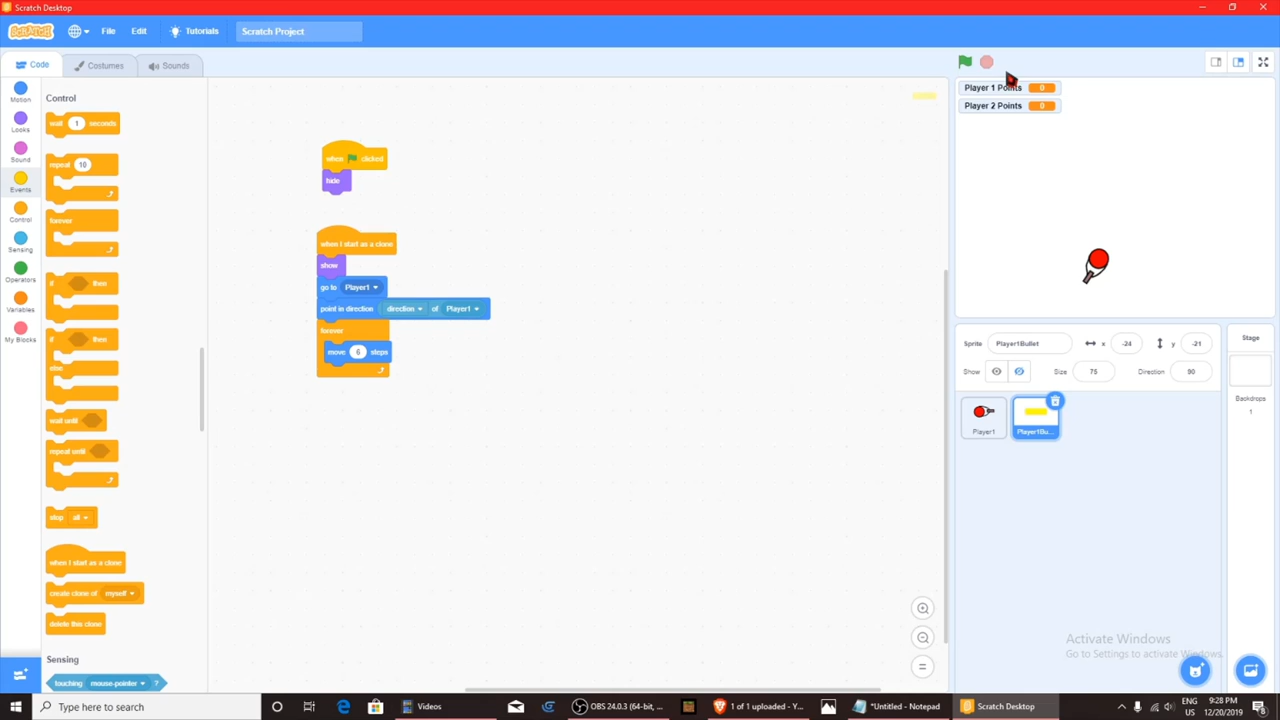 Scratch Desktop
SCRATCH File Edit Tutorials Scratch Project
Code Costumes Sounds
Motion
Looks
Sound
Events
Control
Sensing
Operators
Variables
My Blocks
Control
wait 1 seconds
repeat 10
forever
if then
if then
else
wait until
repeat until
stop all
when I start as a clone
create clone of myself
delete this clone
Sensing
touching mouse-pointer ?
when clicked
hide
when I start as a clone
show
go to Player1
point in direction direction of Player1
forever
move 6 steps
Player 1 Points 0
Player 2 Points 0
Sprite Player1Bullet x -24 y -21
Show Size 75 Direction 90
Player1
Player1Bu...
Stage
Backdrops
1
Activate Windows
Go to Settings to activate Windows.
Type here to search
Videos
OBS 24.0.3 (64-bit, ...
1 of 1 uploaded - Y...
*Untitled - Notepad
Scratch Desktop
ENG
US
9:28 PM
12/20/2019